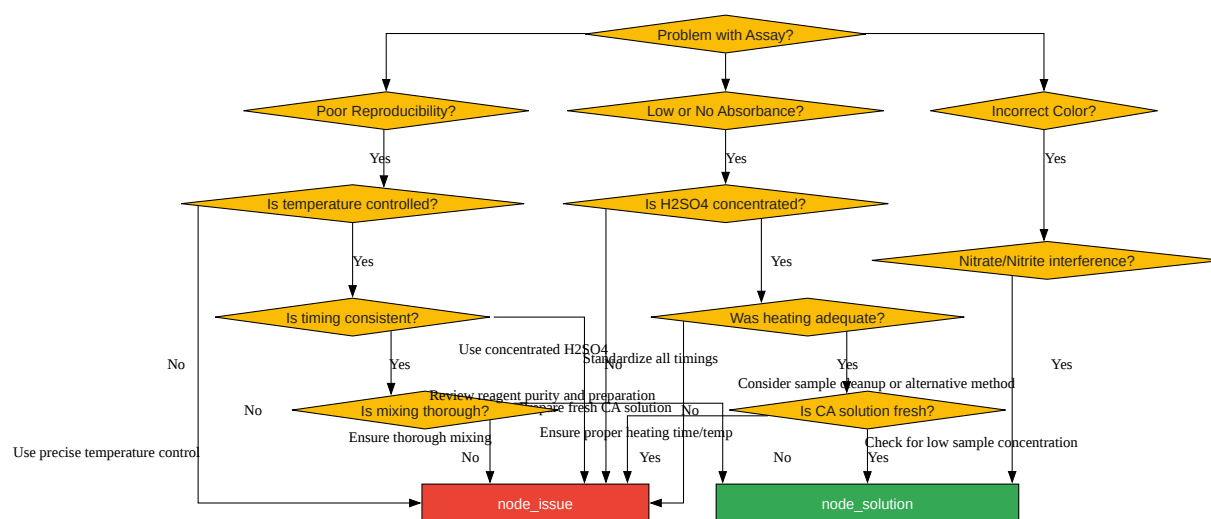 Problem with Assay?
Poor Reproducibility?
Low or No Absorbance?
Incorrect Color?
Yes
Yes
Yes
Is temperature controlled?
Is H2SO4 concentrated?
Yes
Yes
Nitrate/Nitrite interference?
Is timing consistent?
Was heating adequate?
Use concentrated H2SO4
Standardize all timings
No
Yes
No
Yes
Yes
Consider sample cleanup or alternative method
Review reagent purity and preparation
fresh CA solution
No
Is mixing thorough?
No
Is CA solution fresh?
Ensure thorough mixing
Ensure proper heating time/temp
Check for low sample concentration
Use precise temperature control
No
Yes
No
Yes
node_issue
node_solution